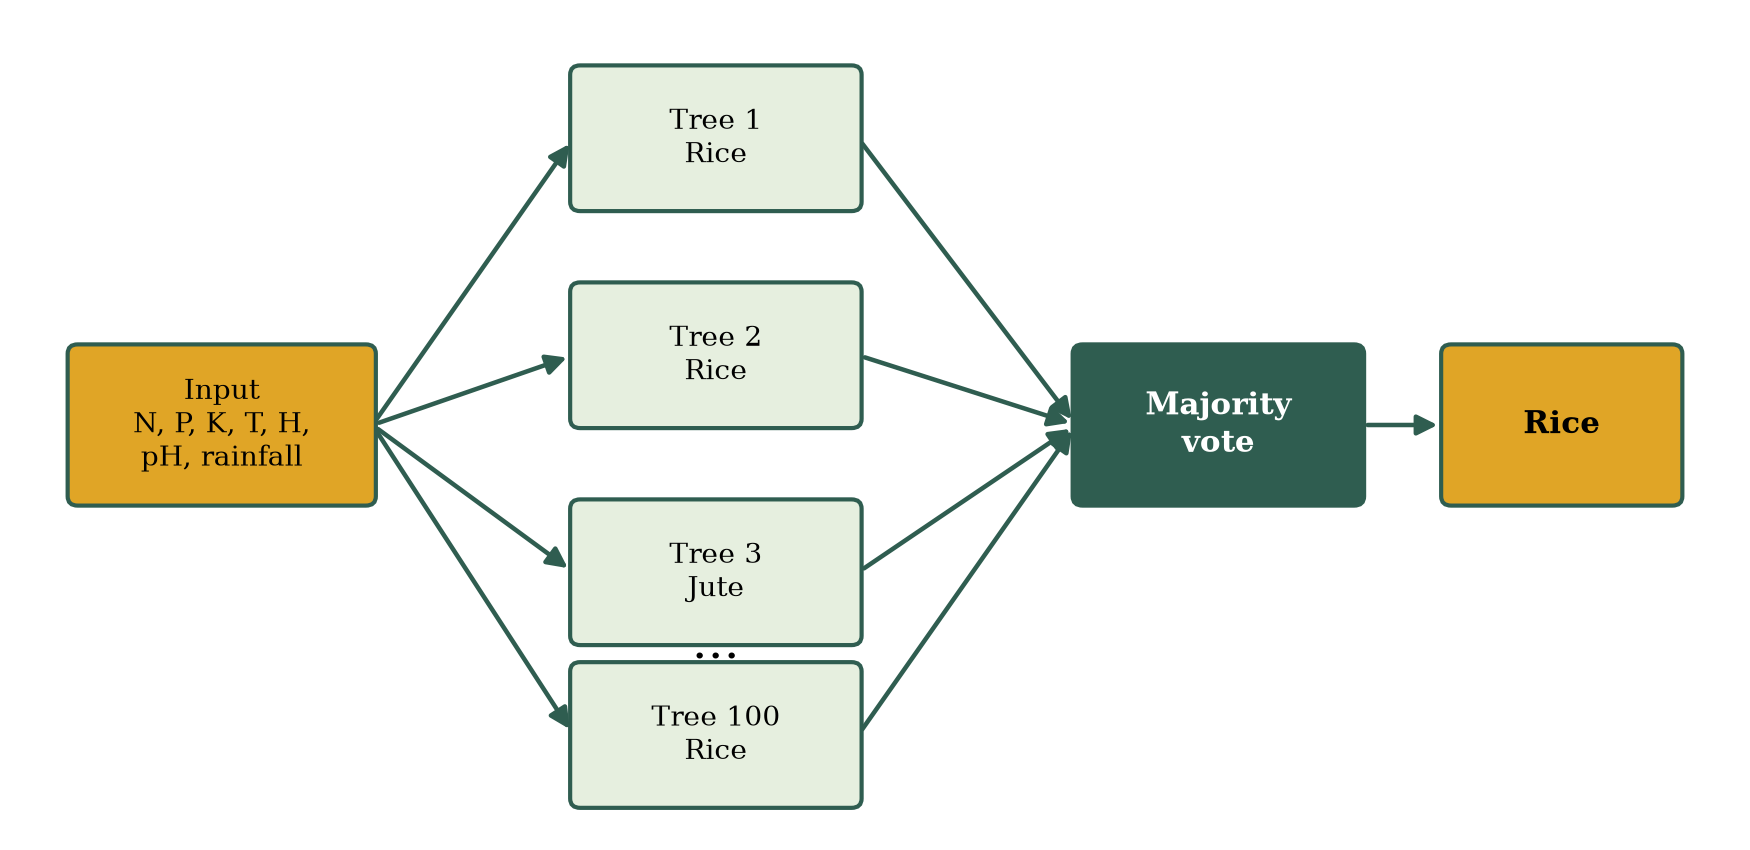 Input
N, P, K, T, H,
pH, rainfall
Tree 1
Rice
Tree 2
Rice
Tree 3
Jute
...
Tree 100
Rice
Majority
vote
Rice